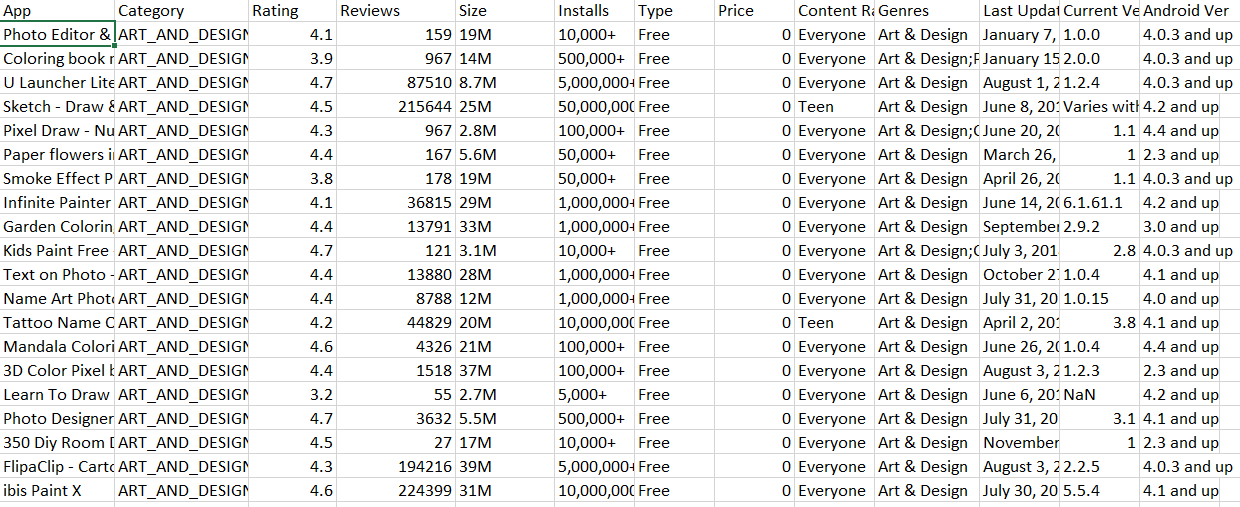 App Category Rating Reviews Size Installs Type Price Content Ra Genres Last Updat Current Ve Android Ver
Photo Editor & ART_AND_DESIGN 4.1 159 19M 10,000+ Free 0 Everyone Art & Design January 7, 1.0.0 4.0.3 and up
Coloring book r ART_AND_DESIGN 3.9 967 14M 500,000+ Free 0 Everyone Art & Design;P January 15 2.0.0 4.0.3 and up
U Launcher Lite ART_AND_DESIGN 4.7 87510 8.7M 5,000,000+ Free 0 Everyone Art & Design August 1, 2 1.2.4 4.0.3 and up
Sketch - Draw & ART_AND_DESIGN 4.5 215644 25M 50,000,000 Free 0 Teen Art & Design June 8, 201 Varies with 4.2 and up
Pixel Draw - Nu ART_AND_DESIGN 4.3 967 2.8M 100,000+ Free 0 Everyone Art & Design;C June 20, 20 1.1 4.4 and up
Paper flowers i ART_AND_DESIGN 4.4 167 5.6M 50,000+ Free 0 Everyone Art & Design March 26, 1 2.3 and up
Smoke Effect P ART_AND_DESIGN 3.8 178 19M 50,000+ Free 0 Everyone Art & Design April 26, 20 1.1 4.0.3 and up
Infinite Painter ART_AND_DESIGN 4.1 36815 29M 1,000,000+ Free 0 Everyone Art & Design June 14, 20 6.1.61.1 4.2 and up
Garden Colorin ART_AND_DESIGN 4.4 13791 33M 1,000,000+ Free 0 Everyone Art & Design September 2.9.2 3.0 and up
Kids Paint Free ART_AND_DESIGN 4.7 121 3.1M 10,000+ Free 0 Everyone Art & Design;C July 3, 201 2.8 4.0.3 and up
Text on Photo - ART_AND_DESIGN 4.4 13880 28M 1,000,000+ Free 0 Everyone Art & Design October 27 1.0.4 4.1 and up
Name Art Photo ART_AND_DESIGN 4.4 8788 12M 1,000,000+ Free 0 Everyone Art & Design July 31, 20 1.0.15 4.0 and up
Tattoo Name O ART_AND_DESIGN 4.2 44829 20M 10,000,000 Free 0 Teen Art & Design April 2, 201 3.8 4.1 and up
Mandala Colori ART_AND_DESIGN 4.6 4326 21M 100,000+ Free 0 Everyone Art & Design June 26, 20 1.0.4 4.4 and up
3D Color Pixel b ART_AND_DESIGN 4.4 1518 37M 100,000+ Free 0 Everyone Art & Design August 3, 2 1.2.3 2.3 and up
Learn To Draw ART_AND_DESIGN 3.2 55 2.7M 5,000+ Free 0 Everyone Art & Design June 6, 201 NaN 4.2 and up
Photo Designer ART_AND_DESIGN 4.7 3632 5.5M 500,000+ Free 0 Everyone Art & Design July 31, 20 3.1 4.1 and up
350 Diy Room D ART_AND_DESIGN 4.5 27 17M 10,000+ Free 0 Everyone Art & Design November 1 2.3 and up
FlipaClip - Carto ART_AND_DESIGN 4.3 194216 39M 5,000,000+ Free 0 Everyone Art & Design August 3, 2 2.2.5 4.0.3 and up
ibis Paint X ART_AND_DESIGN 4.6 224399 31M 10,000,000 Free 0 Everyone Art & Design July 30, 20 5.5.4 4.1 and up